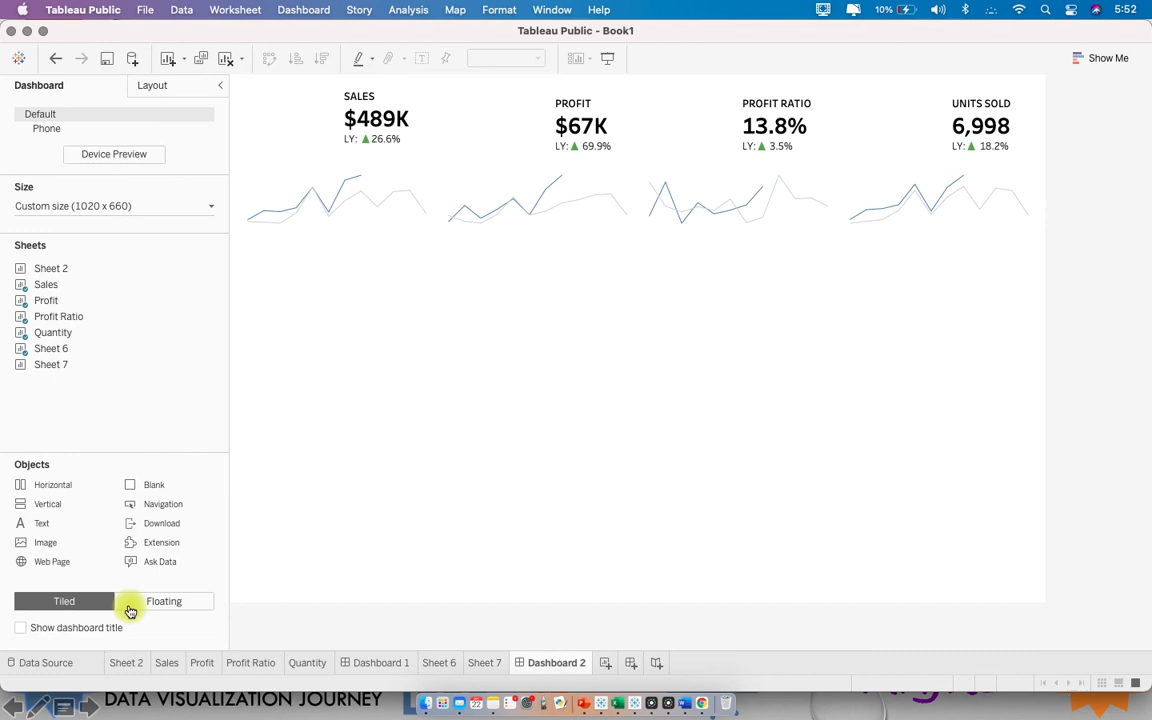 Tableau Public File Data Worksheet Dashboard Story Analysis Map Format Window Help 10% 5:52
Tableau Public - Book1
Show Me
Dashboard Layout
Default
Phone
Device Preview
Size
Custom size (1020 x 660)
Sheets
Sheet 2
Sales
Profit
Profit Ratio
Quantity
Sheet 6
Sheet 7
SALES
$489K
LY: ▲ 26.6%
PROFIT
$67K
LY: ▲ 69.9%
PROFIT RATIO
13.8%
LY: ▲ 3.5%
UNITS SOLD
6,998
LY: ▲ 18.2%
Objects
Horizontal Blank
Vertical Navigation
Text Download
Image Extension
Web Page Ask Data
Tiled Floating
Show dashboard title
Data Source Sheet 2 Sales Profit Profit Ratio Quantity Dashboard 1 Sheet 6 Sheet 7 Dashboard 2
DATA VISUALIZATION JOURNEY